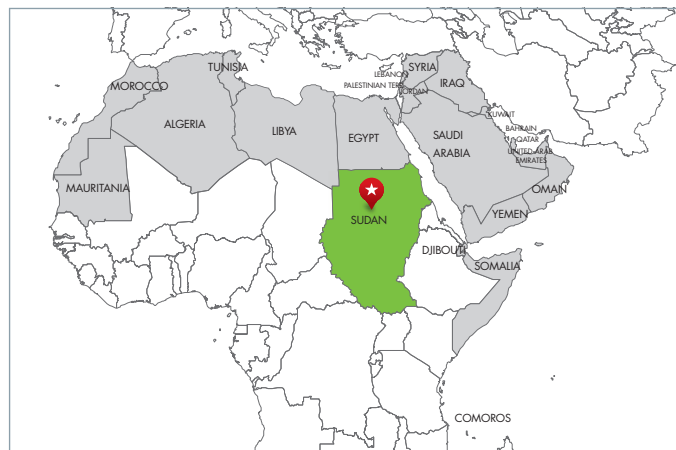 TUNISIA
SYRIA
LEBANON
MOROCCO
IRAQ
PALESTINIAN TERR
JORDAN
KUWAIT
ALGERIA
LIBYA
EGYPT
SAUDI
ARABIA
BAHRAIN
QATAR
UNITED ARAB
EMIRATES
MAURITANIA
OMAN
SUDAN
YEMEN
DJIBOUTI
SOMALIA
COMOROS